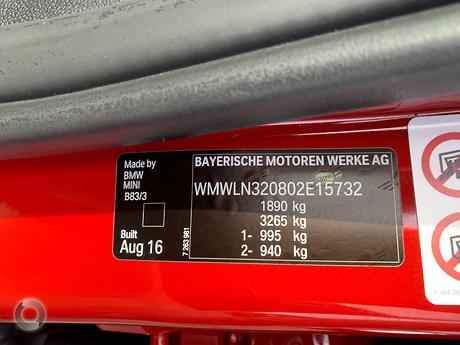 Made by
BMW
MINI
B83/3
Built
Aug 16
7 263 981
BAYERISCHE MOTOREN WERKE AG
WMWLN320802E15732
1890 kg
3265 kg
1- 995 kg
2- 940 kg